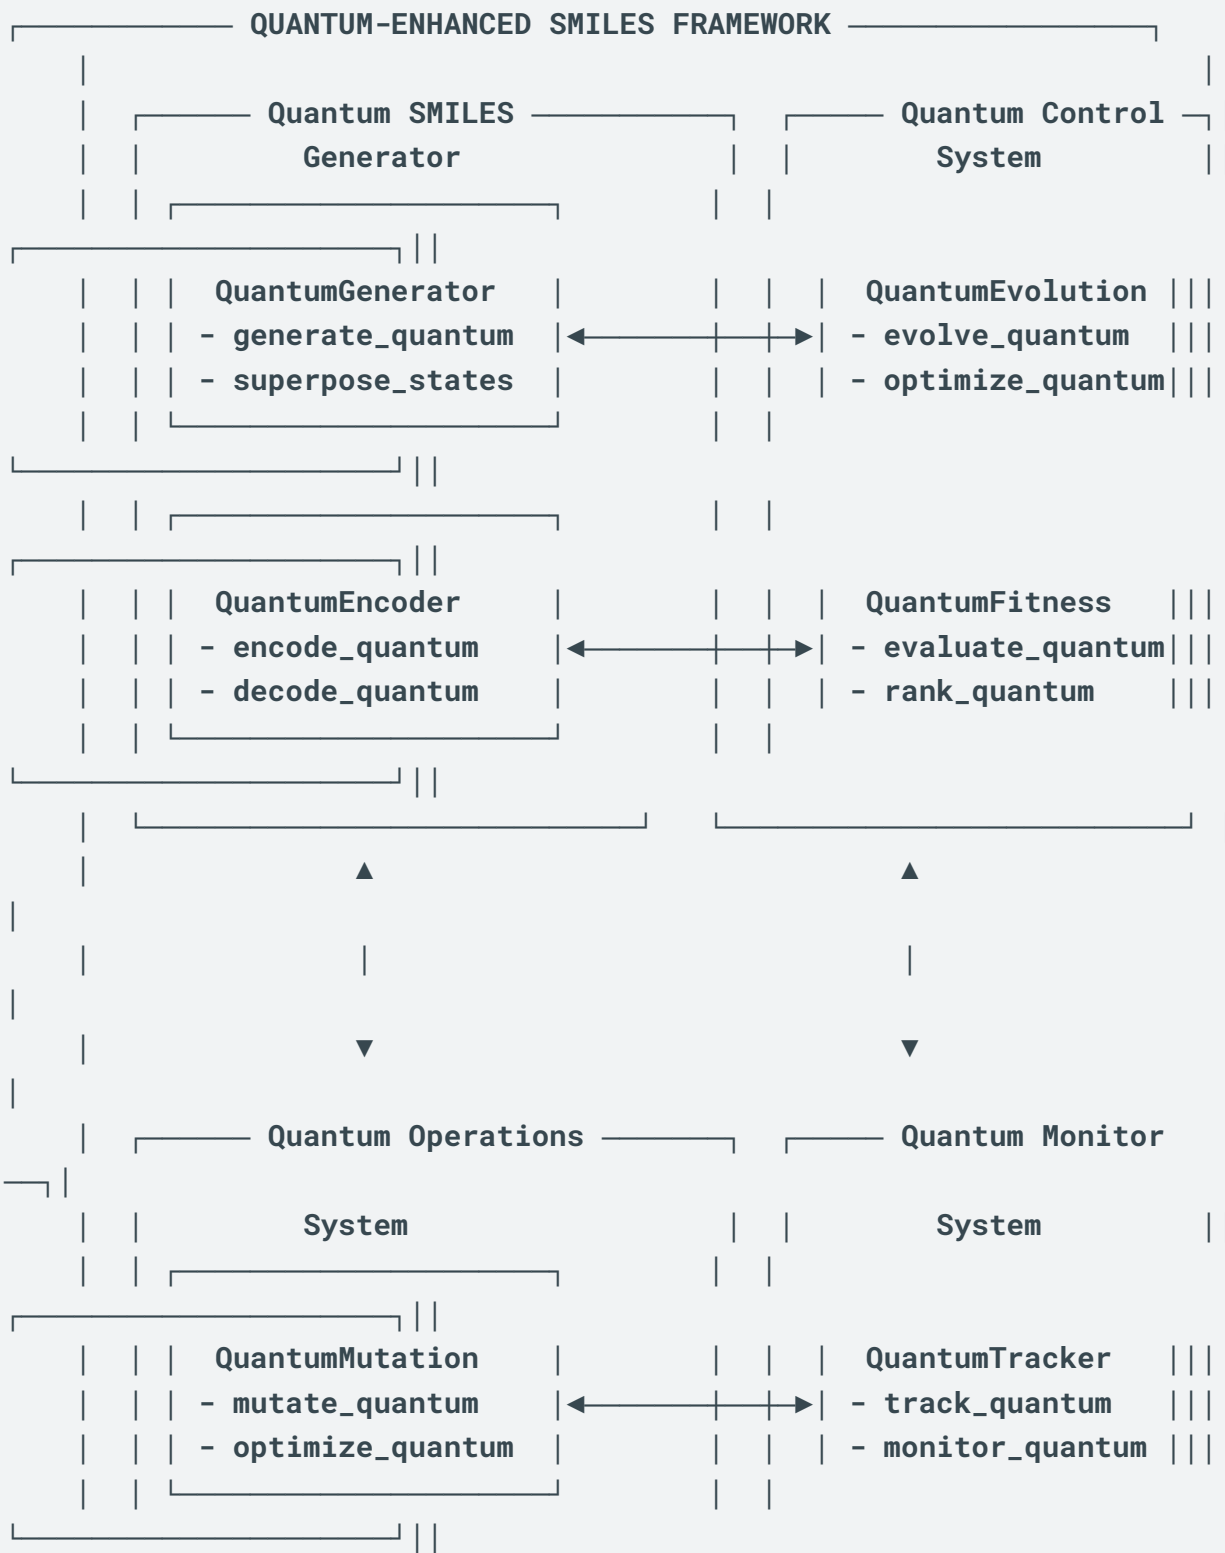 QUANTUM-ENHANCED SMILES FRAMEWORK
Quantum SMILES Quantum Control
Generator System
QuantumGenerator QuantumEvolution
- generate_quantum - evolve_quantum
- superpose_states - optimize_quantum
QuantumEncoder QuantumFitness
- encode_quantum - evaluate_quantum
- decode_quantum - rank_quantum
Quantum Operations Quantum Monitor
System System
QuantumMutation QuantumTracker
- mutate_quantum - track_quantum
- optimize_quantum - monitor_quantum